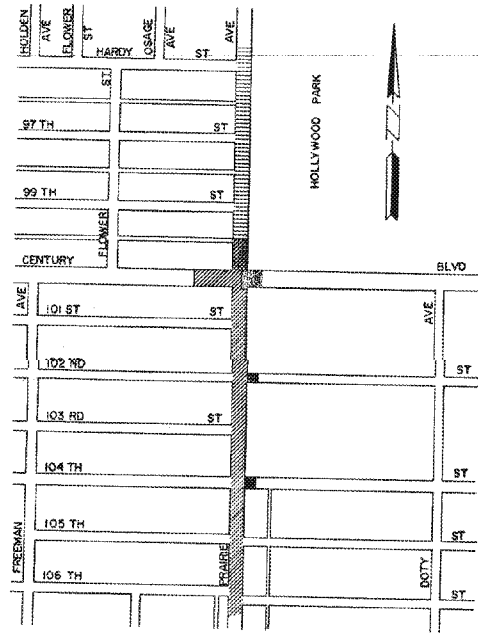 HOLDEN
AVE
FLOWER
ST
OSAGE
AVE
AVE
HARDY
ST
ST
HOLLYWOOD PARK
N
97 TH
ST
99 TH
ST
FLOWER
CENTURY
BLVD
AVE
101 ST
ST
AVE
102 ND
ST
103 RD
ST
104 TH
ST
105 TH
ST
FREEMAN
PRAIRIE
DOTY
106 TH
ST